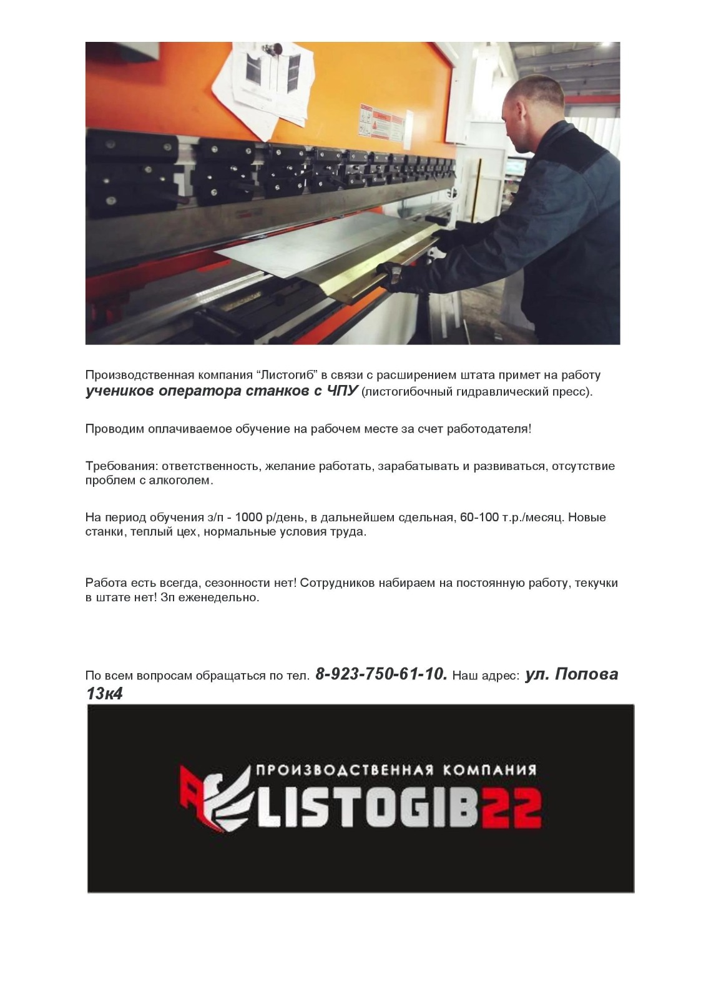 Производственная компания “Листогиб” в связи с расширением штата примет на работу
учеников оператора станков с ЧПУ (листогибочный гидравлический пресс).
Проводим оплачиваемое обучение на рабочем месте за счет работодателя!
Требования: ответственность, желание работать, зарабатывать и развиваться, отсутствие
проблем с алкоголем.
На период обучения з/п - 1000 р/день, в дальнейшем сдельная, 60-100 т.р./месяц. Новые
станки, теплый цех, нормальные условия труда.
Работа есть всегда, сезонности нет! Сотрудников набираем на постоянную работу, текучки
в штате нет! Зп еженедельно.
По всем вопросам обращаться по тел. 8-923-750-61-10. Наш адрес: ул. Попова
13к4
ПРОИЗВОДСТВЕННАЯ КОМПАНИЯ
LISTOGIB22